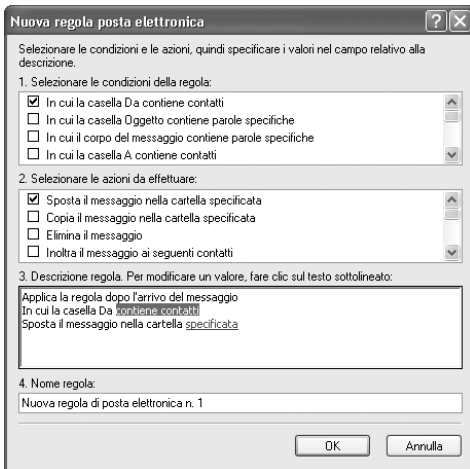 Nuova regola posta elettronica
Selezionare le condizioni e le azioni, quindi specificare i valori nel campo relativo alla
descrizione.
1. Selezionare le condizioni della regola:
In cui la casella Da contiene contatti
In cui la casella Oggetto contiene parole specifiche
In cui il corpo del messaggio contiene parole specifiche
In cui la casella A contiene contatti
2. Selezionare le azioni da effettuare:
Sposta il messaggio nella cartella specificata
Copia il messaggio nella cartella specificata
Elimina il messaggio
Inoltra il messaggio ai seguenti contatti
3. Descrizione regola. Per modificare un valore, fare clic sul testo sottolineato:
Applica la regola dopo l'arrivo del messaggio
In cui la casella Da contiene contatti
Sposta il messaggio nella cartella specificata
4. Nome regola:
Nuova regola di posta elettronica n. 1
OK Annulla